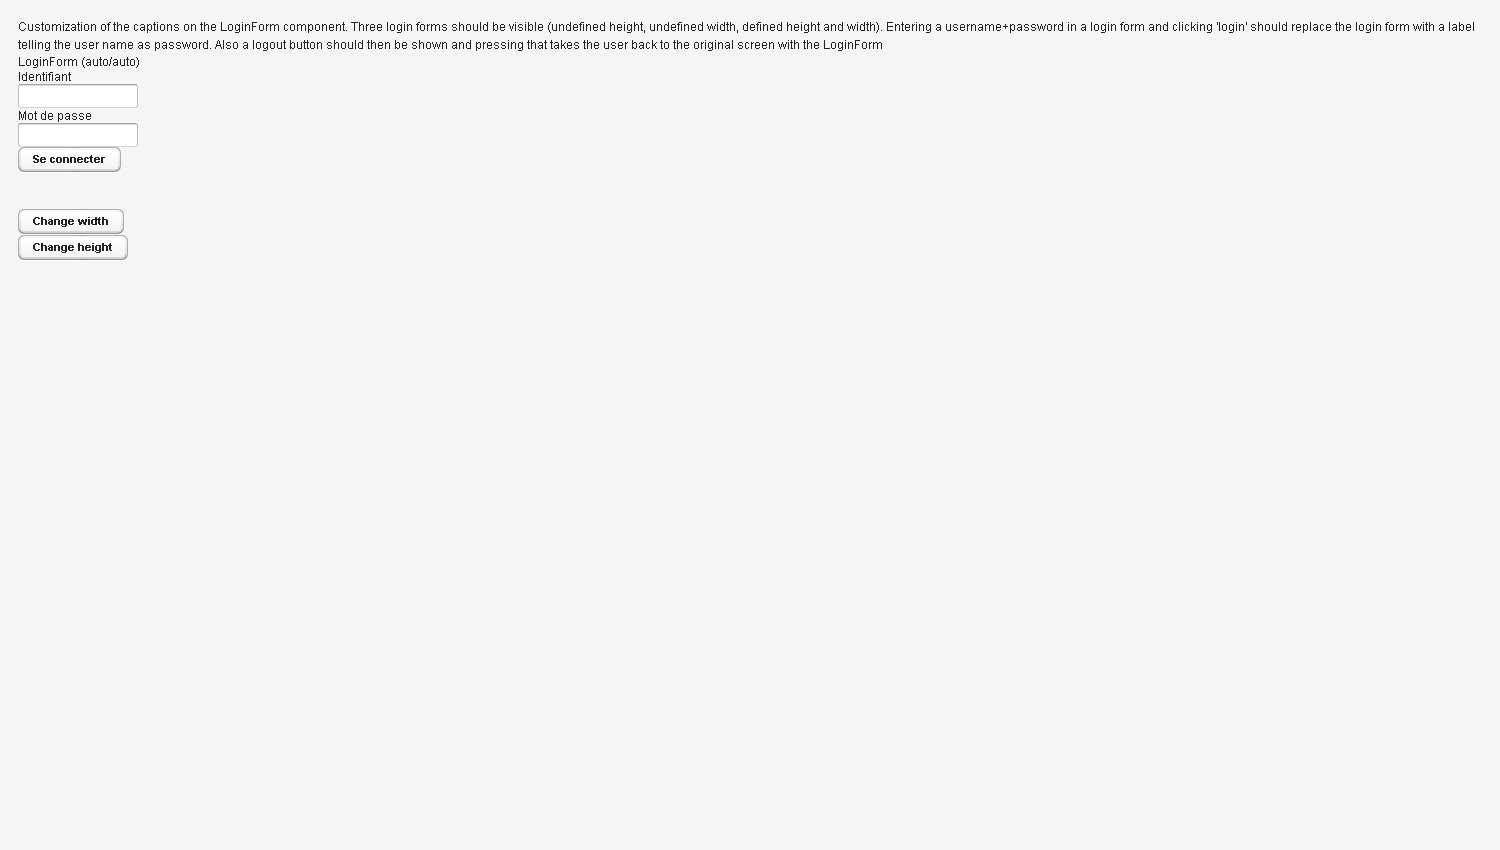 Customization of the captions on the LoginForm component. Three login forms should be visible (undefined height, undefined width, defined height and width). Entering a username+password in a login form and clicking 'login' should replace the login form with a label
telling the user name as password. Also a logout button should then be shown and pressing that takes the user back to the original screen with the LoginForm
LoginForm (auto/auto)
Identifiant
Mot de passe
Se connecter
Change width
Change height